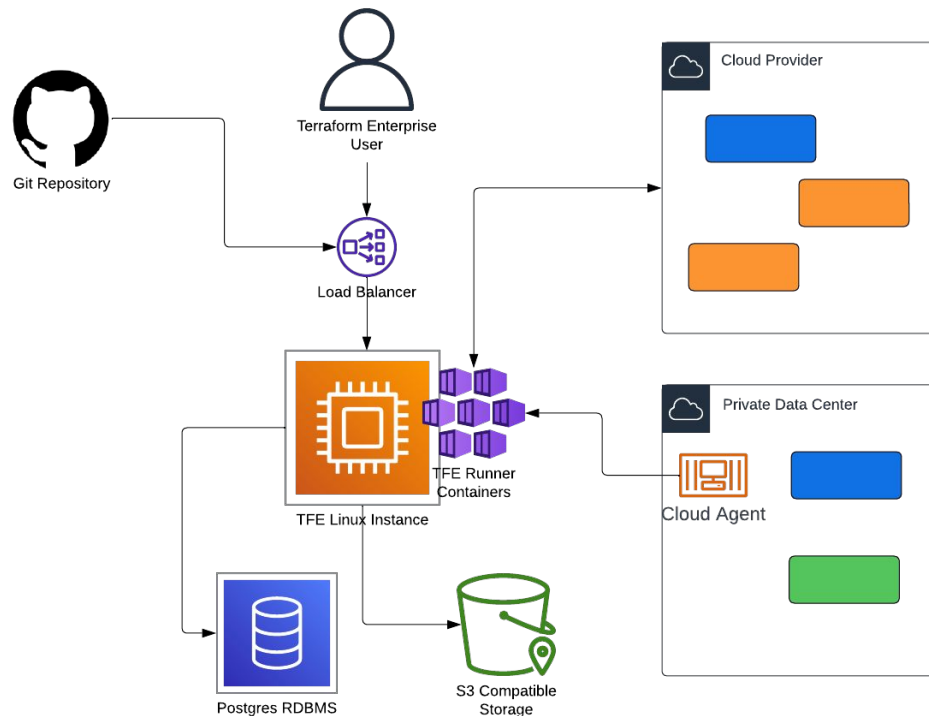 Cloud Provider
Terraform Enterprise
User
Git Repository
Load Balancer
Private Data Center
TFE Runner
Containers
Cloud Agent
TFE Linux Instance
S3 Compatible
Storage
Postgres RDBMS